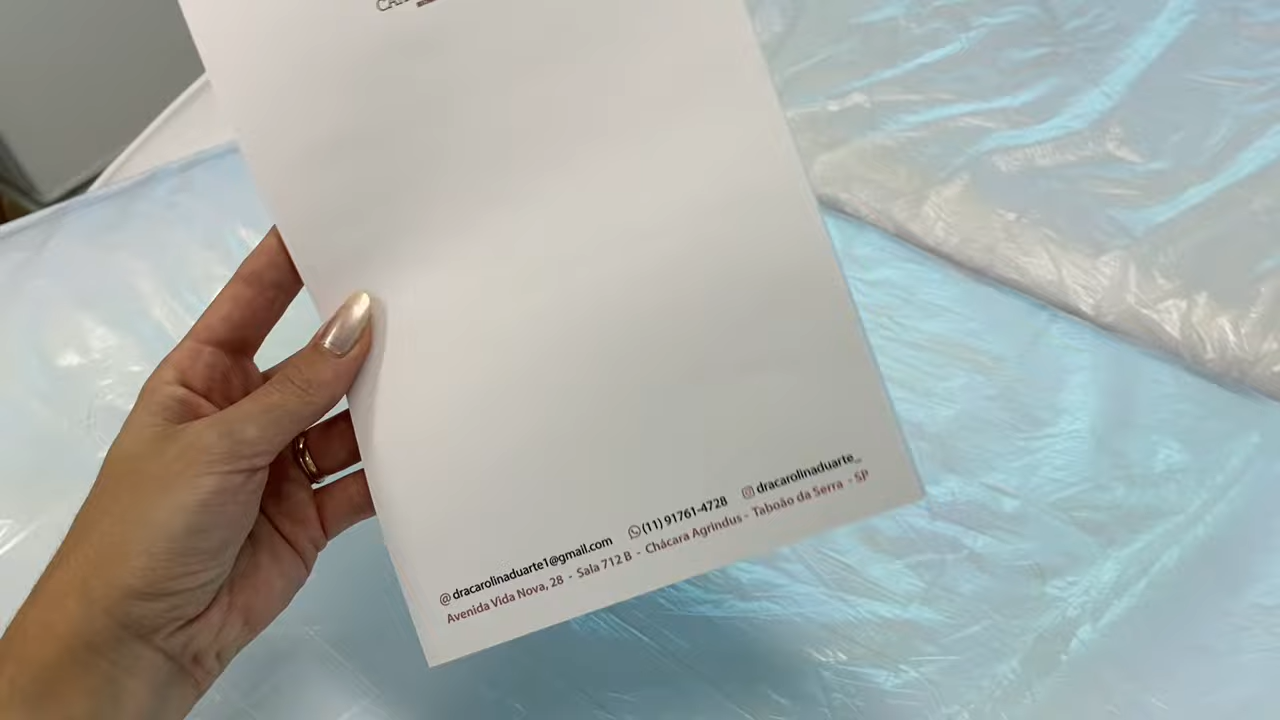 @ dracarolinaduarte1@gmail.com (11) 91761-4728 dracarolinaduarte_
Avenida Vida Nova, 28 - Sala 712 B - Chácara Agrindus - Taboão da Serra - SP